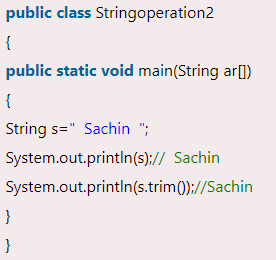 public class Stringoperation2
{
public static void main(String ar[])
{
String s="  Sachin  ";
System.out.println(s);//  Sachin
System.out.println(s.trim());//Sachin
}
}